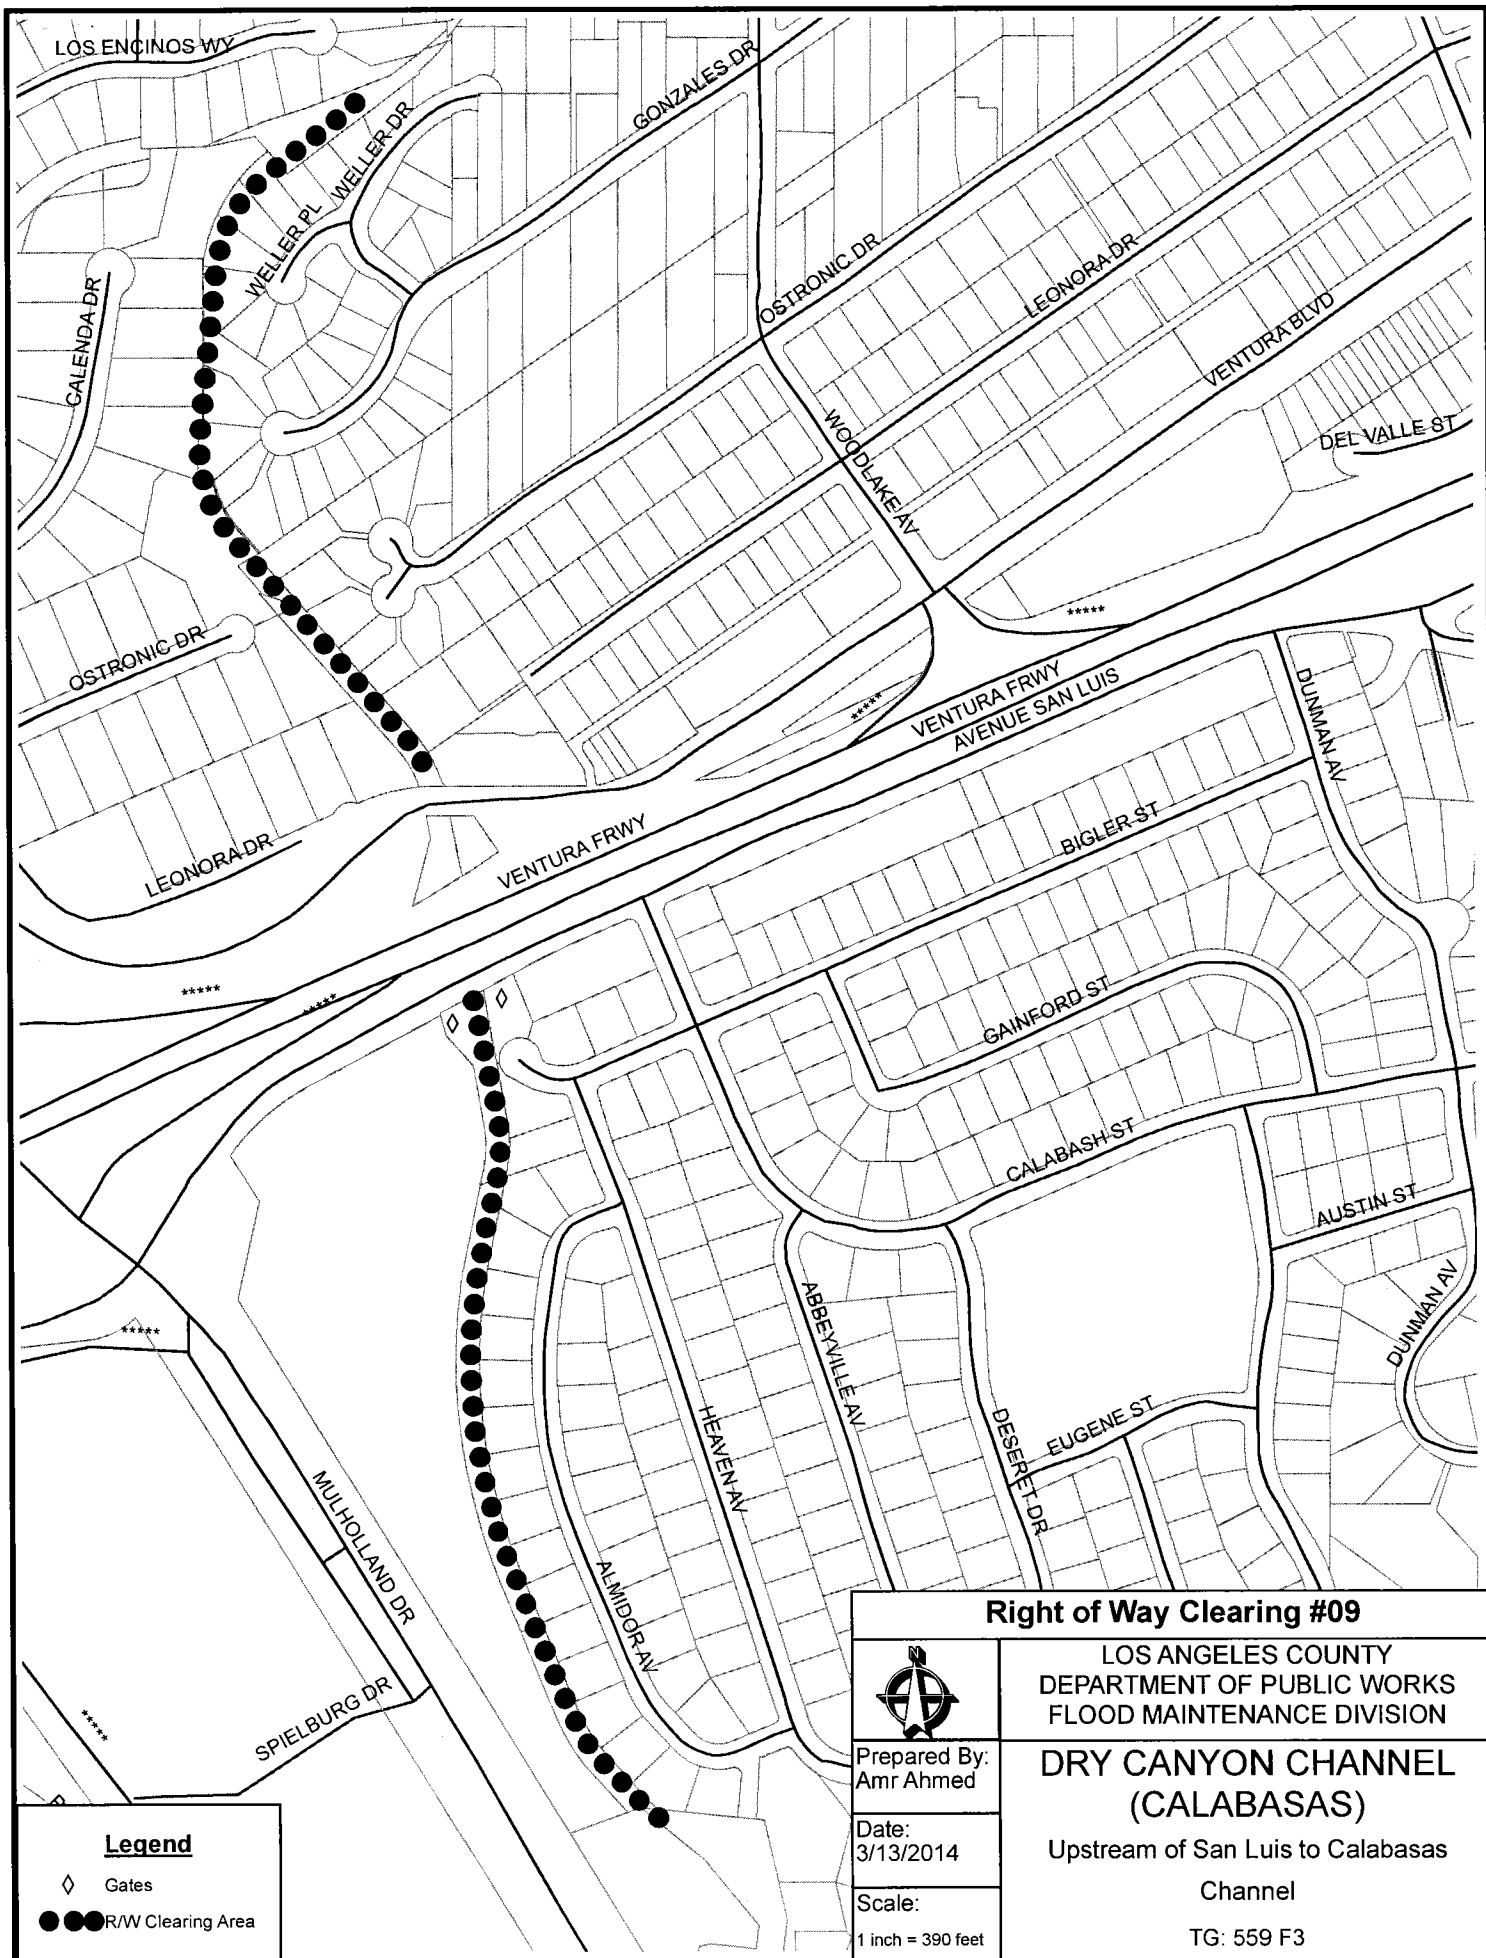 LOS ENCINOS WY
GONZALES DR
WELLER DR
WELLER PL
CALENDA DR
OSTRONIC DR
LEONORA DR
VENTURA BLVD
WOODLAKE AV
DEL VALLE ST
*****
OSTRONIC DR
VENTURA FRWY
AVENUE SAN LUIS
*****
DUNMAN AV
LEONORA DR
VENTURA FRWY
BIGLER ST
*****
*****
GAINFORD ST
CALABASH ST
AUSTIN ST
*****
DUNMAN AV
ABBEYVILLE AV
HEAVEN AV
DESERET DR
EUGENE ST
MULHOLLAND DR
ALMIDOR AV
SPIELBURG DR
*****
Right of Way Clearing #09
N
LOS ANGELES COUNTY
DEPARTMENT OF PUBLIC WORKS
FLOOD MAINTENANCE DIVISION
Prepared By:
Amr Ahmed
DRY CANYON CHANNEL
(CALABASAS)
Date:
3/13/2014
Upstream of San Luis to Calabasas
Channel
Scale:
1 inch = 390 feet
TG: 559 F3
Legend
Gates
R/W Clearing Area